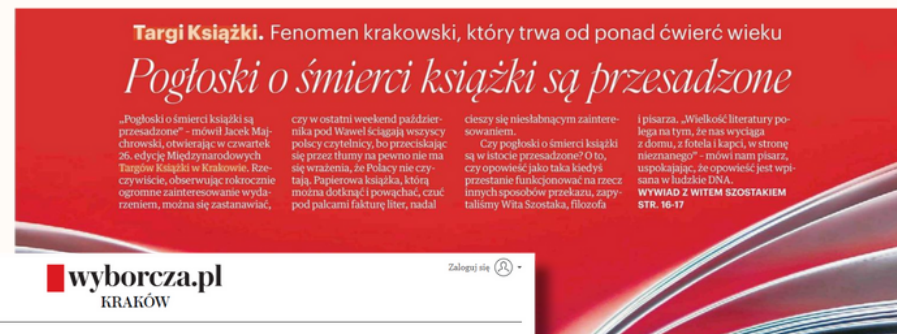 Targi Książki. Fenomen krakowski, który trwa od ponad ćwierć wieku
Pogłoski o śmierci książki są przesadzone
„Pogłoski o śmierci książki są
przesadzone” – mówił Jacek Maj-
chrowski, otwierając w czwartek
26. edycję Międzynarodowych
Targów Książki w Krakowie. Rze-
czywiście, obserwując rokrocznie
ogromne zainteresowanie wyda-
rzeniem, można się zastanawiać,
czy w ostatni weekend paździer-
nika pod Wawel ściągają wszyscy
polscy czytelnicy, bo przeciskając
się przez tłumy na pewno nie ma
się wrażenia, że Polacy nie czy-
tają. Papierowa książka, którą
można dotknąć i powąchać, czuć
pod palcami fakturę liter, nadal
cieszy się niesłabnącym zaintere-
sowaniem.
Czy pogłoski o śmierci książki
są w istocie przesadzone? O to,
czy opowieść jako taka kiedyś
przestanie funkcjonować na rzecz
innych sposobów przekazu, zapy-
taliśmy Wita Szostaka, filozofa
i pisarza. „Wielkość literatury po-
lega na tym, że nas wyciąga
z domu, z fotela i kapci, w stronę
nieznanego” – mówi nam pisarz,
uspokajając, że opowieść jest wpi-
sana w ludzkie DNA.
WYWIAD Z WITEM SZOSTAKIEM
STR. 16-17
wyborcza.pl
KRAKÓW
Zaloguj się